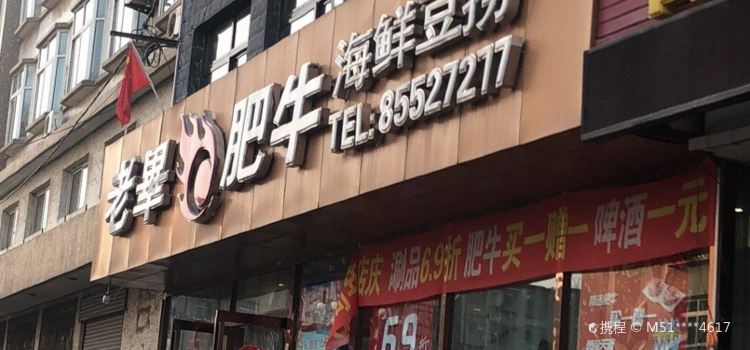 老畢 肥牛
海鲜豆捞
TEL: 85527277
店庆 涮品6.9折 肥牛买一赠一 啤酒一元
6.9
携程 © M51****4617